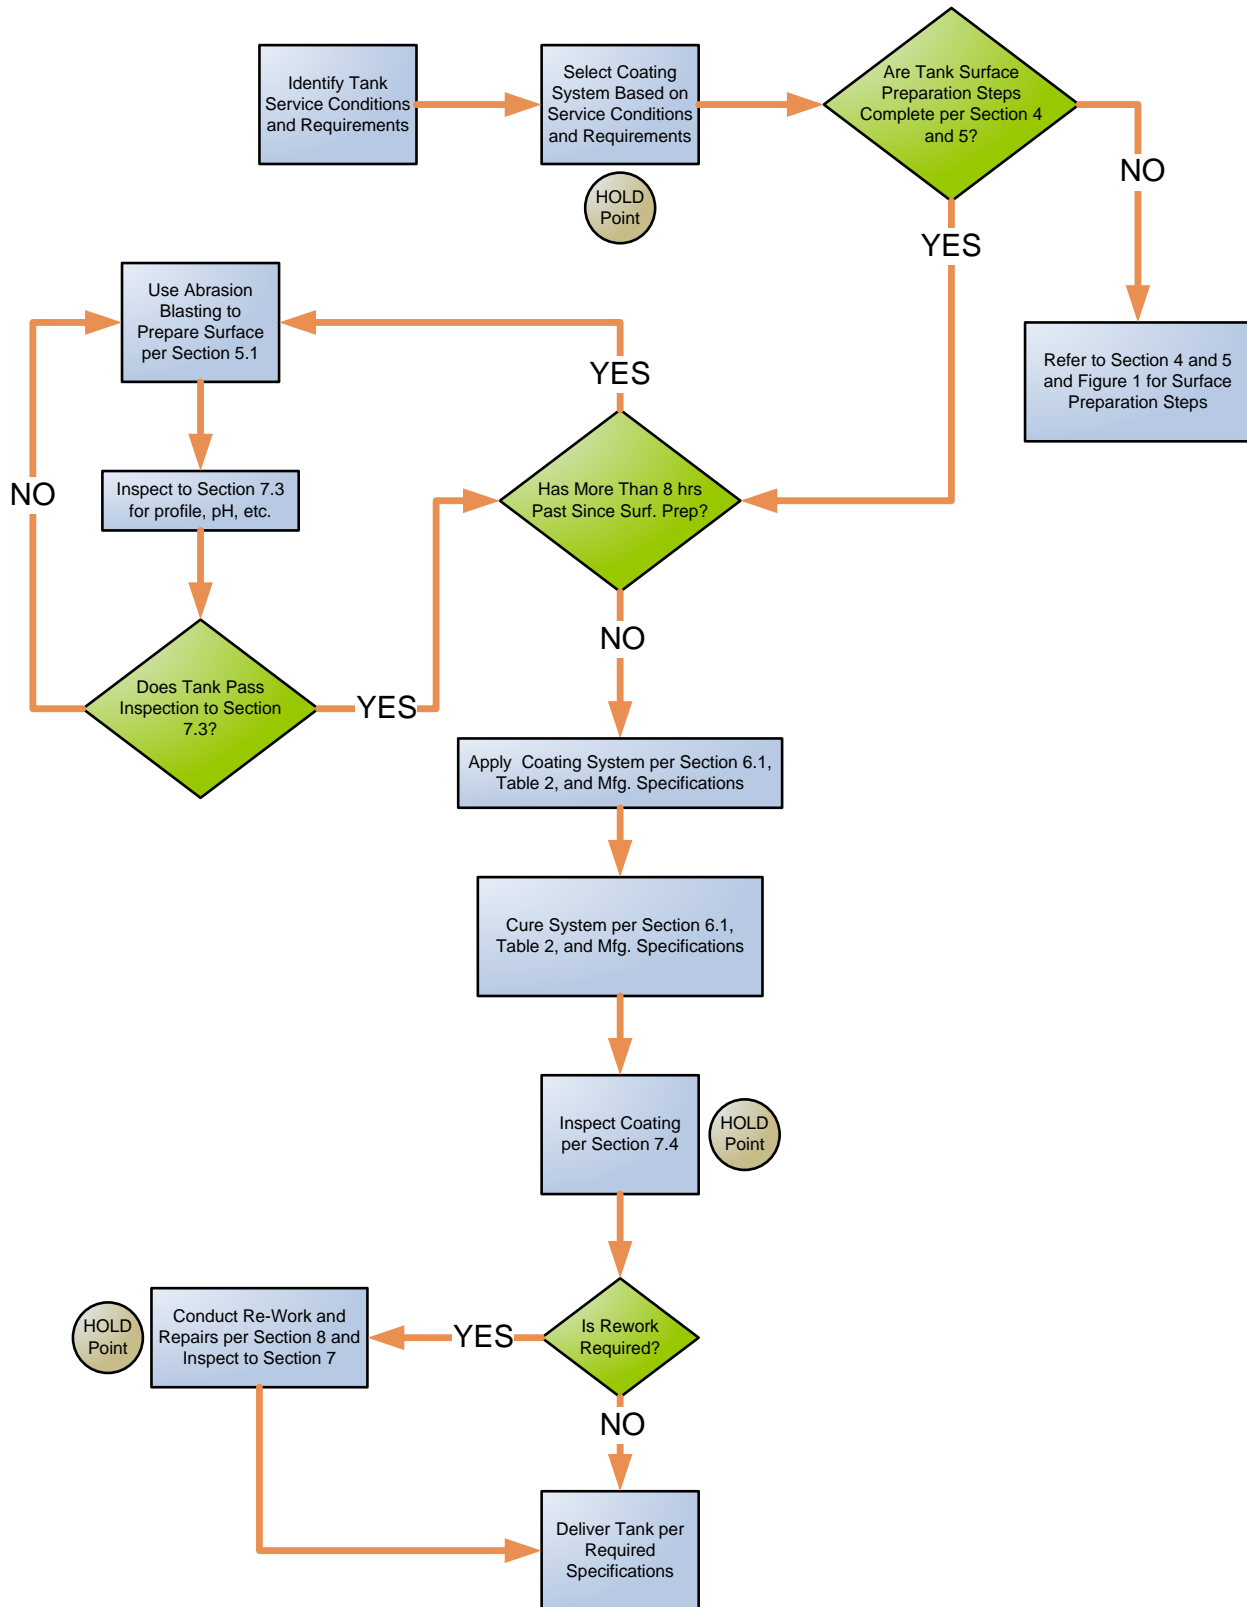 Identify Tank
Service Conditions
and Requirements
Select Coating
System Based on
Service Conditions
and Requirements
HOLD
Point
Are Tank Surface
Preparation Steps
Complete per Section 4
and 5?
NO
YES
Refer to Section 4 and 5
and Figure 1 for Surface
Preparation Steps
Use Abrasion
Blasting to
Prepare Surface
per Section 5.1
YES
NO
Inspect to Section 7.3
for profile, pH, etc.
Has More Than 8 hrs
Past Since Surf. Prep?
Does Tank Pass
Inspection to Section
7.3?
YES
NO
Apply  Coating System per Section 6.1,
Table 2, and Mfg. Specifications
Cure System per Section 6.1,
Table 2, and Mfg. Specifications
Inspect Coating
per Section 7.4
HOLD
Point
Is Rework
Required?
YES
HOLD
Point
Conduct Re-Work and
Repairs per Section 8 and
Inspect to Section 7
NO
Deliver Tank per
Required
Specifications